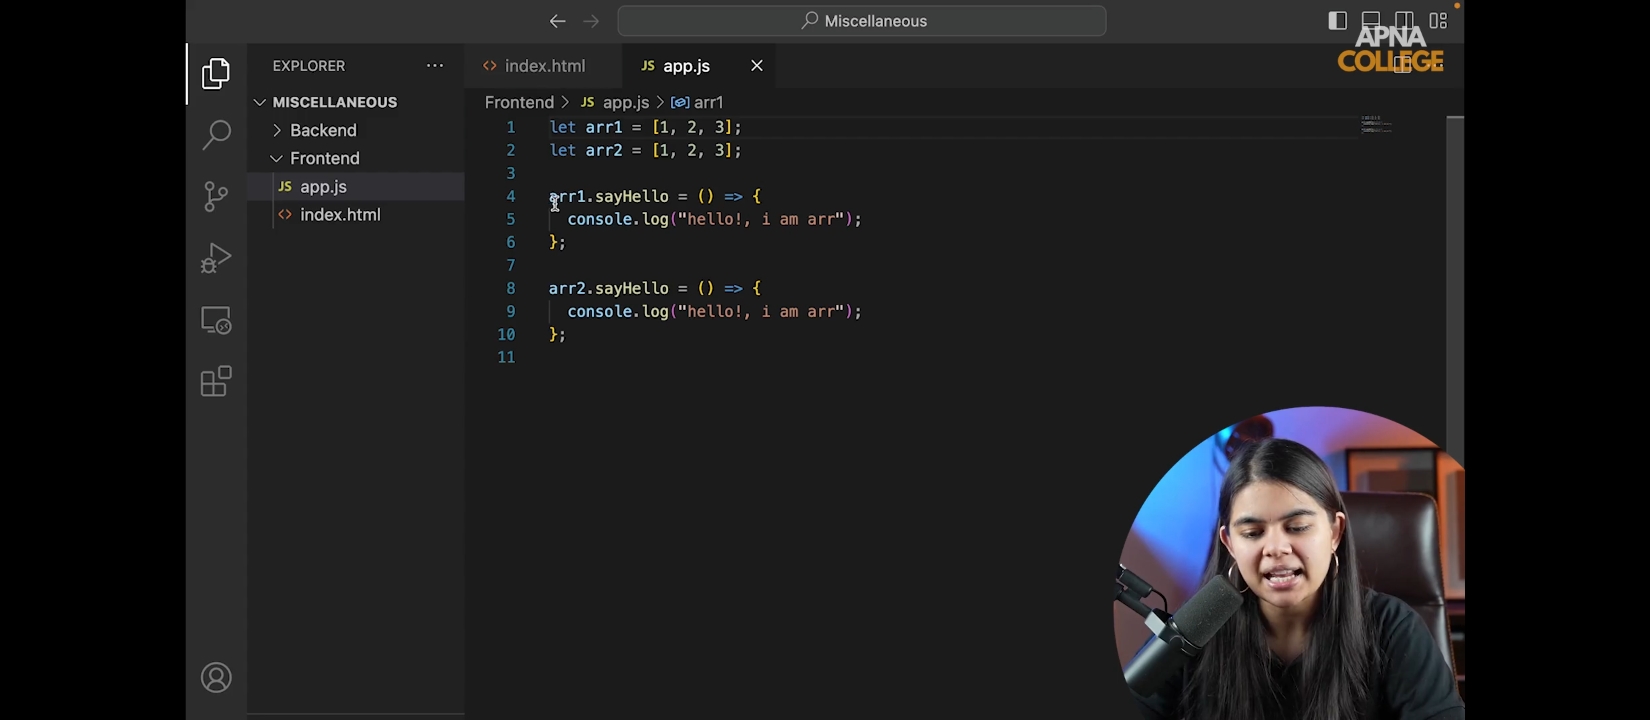 Miscellaneous
APNA
COLLEGE
EXPLORER
index.html
JS app.js
MISCELLANEOUS
Backend
Frontend
JS app.js
index.html
Frontend > JS app.js > arr1
1 let arr1 = [1, 2, 3];
2 let arr2 = [1, 2, 3];
3
4 arr1.sayHello = () => {
5 console.log("hello!, i am arr");
6 };
7
8 arr2.sayHello = () => {
9 console.log("hello!, i am arr");
10 };
11